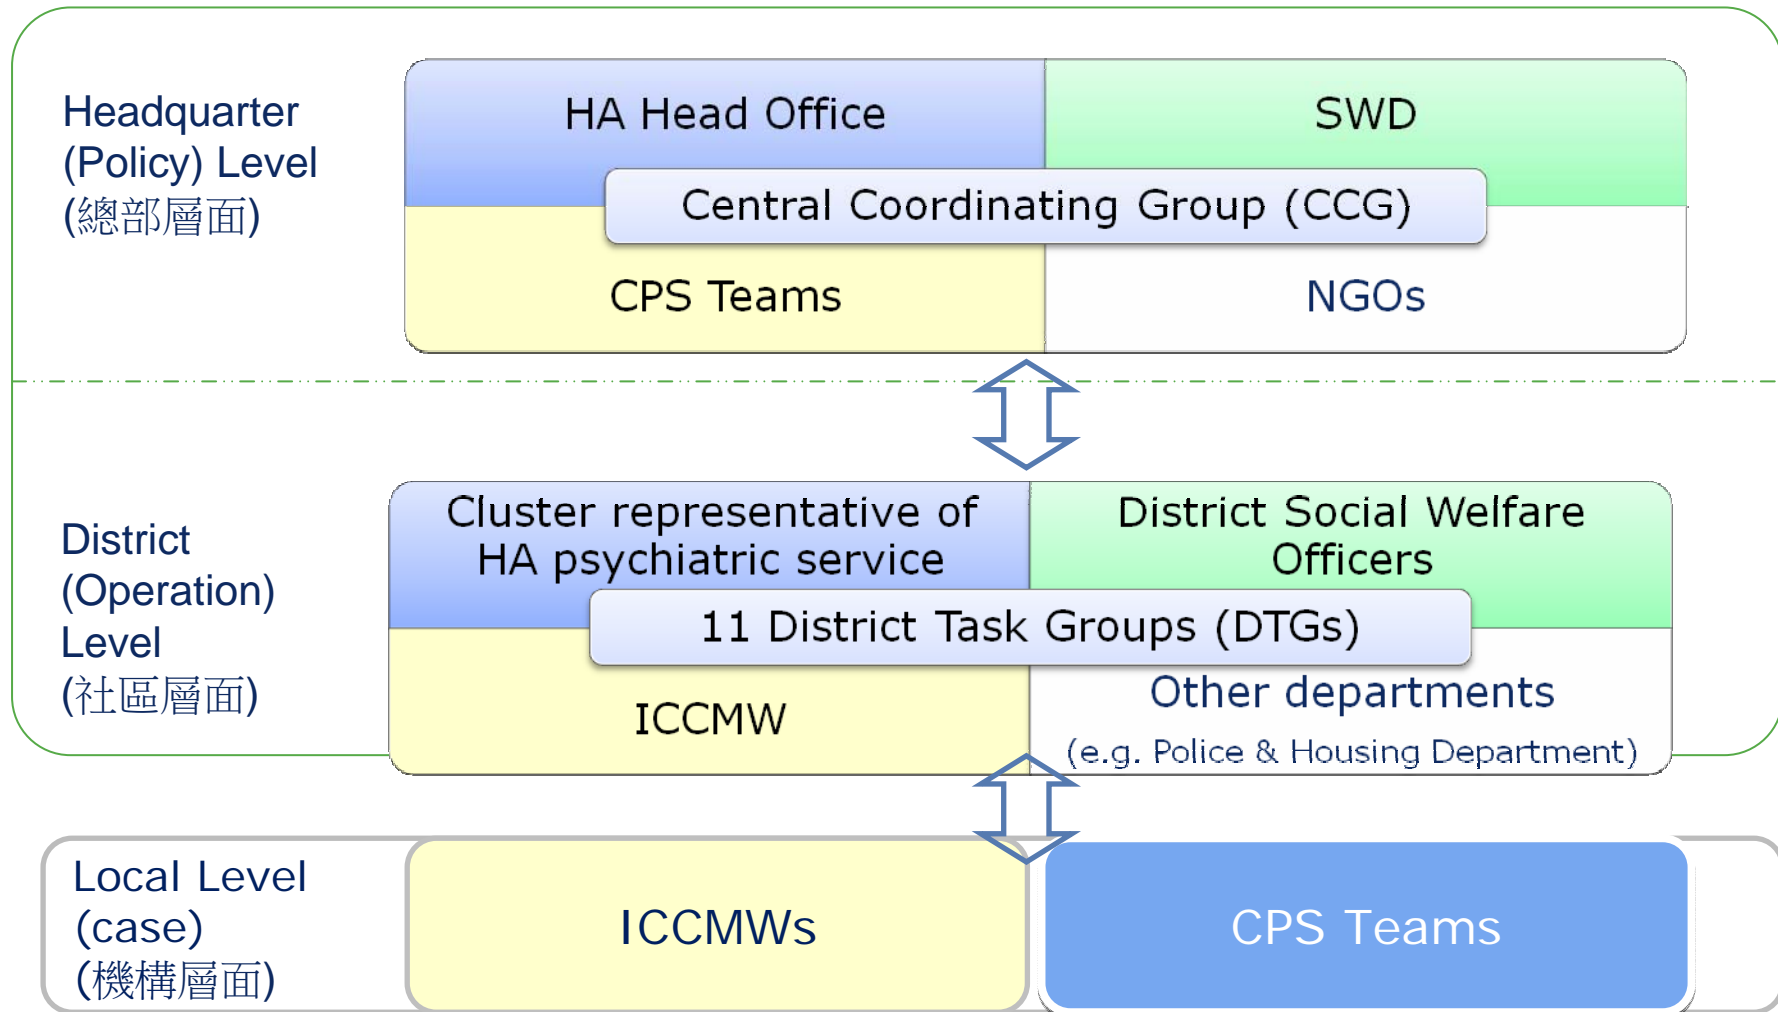 Headquarter
(Policy) Level
(總部層面)
HA Head Office
SWD
Central Coordinating Group (CCG)
CPS Teams
NGOs
District
(Operation)
Level
(社區層面)
Cluster representative of
HA psychiatric service
District Social Welfare
Officers
11 District Task Groups (DTGs)
ICCMW
Other departments
(e.g. Police & Housing Department)
Local Level
(case)
(機構層面)
ICCMWs
CPS Teams